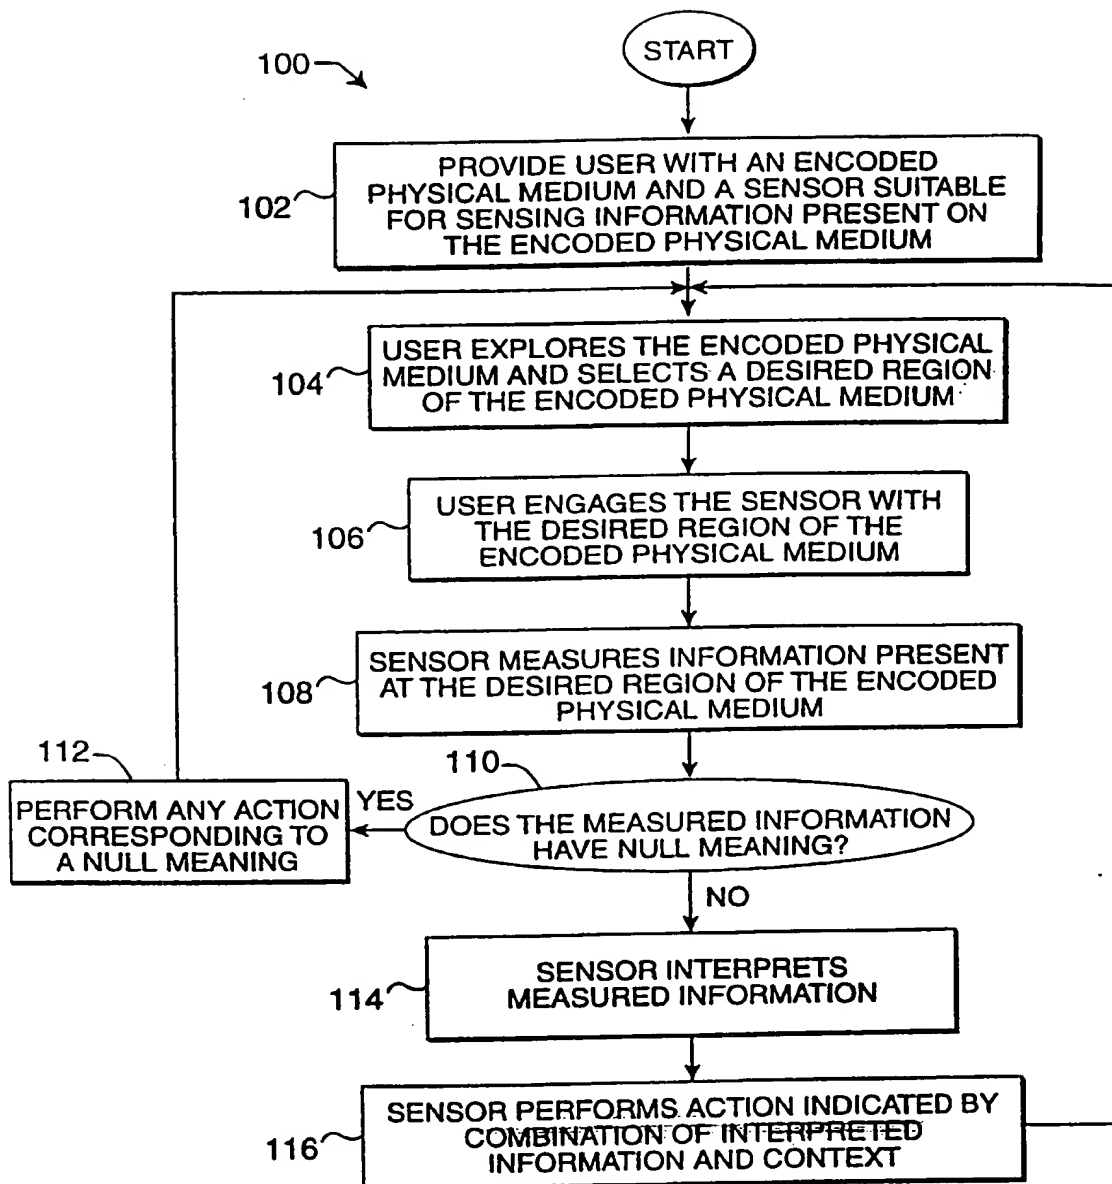 START
100
PROVIDE USER WITH AN ENCODED
PHYSICAL MEDIUM AND A SENSOR SUITABLE
FOR SENSING INFORMATION PRESENT ON
THE ENCODED PHYSICAL MEDIUM
102
USER EXPLORES THE ENCODED PHYSICAL
MEDIUM AND SELECTS A DESIRED REGION
OF THE ENCODED PHYSICAL MEDIUM
104
USER ENGAGES THE SENSOR WITH
THE DESIRED REGION OF THE
ENCODED PHYSICAL MEDIUM
106
SENSOR MEASURES INFORMATION PRESENT
AT THE DESIRED REGION OF THE ENCODED
PHYSICAL MEDIUM
108
110
DOES THE MEASURED INFORMATION
HAVE NULL MEANING?
YES
112
PERFORM ANY ACTION
CORRESPONDING TO
A NULL MEANING
NO
SENSOR INTERPRETS
MEASURED INFORMATION
114
SENSOR PERFORMS ACTION INDICATED BY
COMBINATION OF INTERPRETED
INFORMATION AND CONTEXT
116